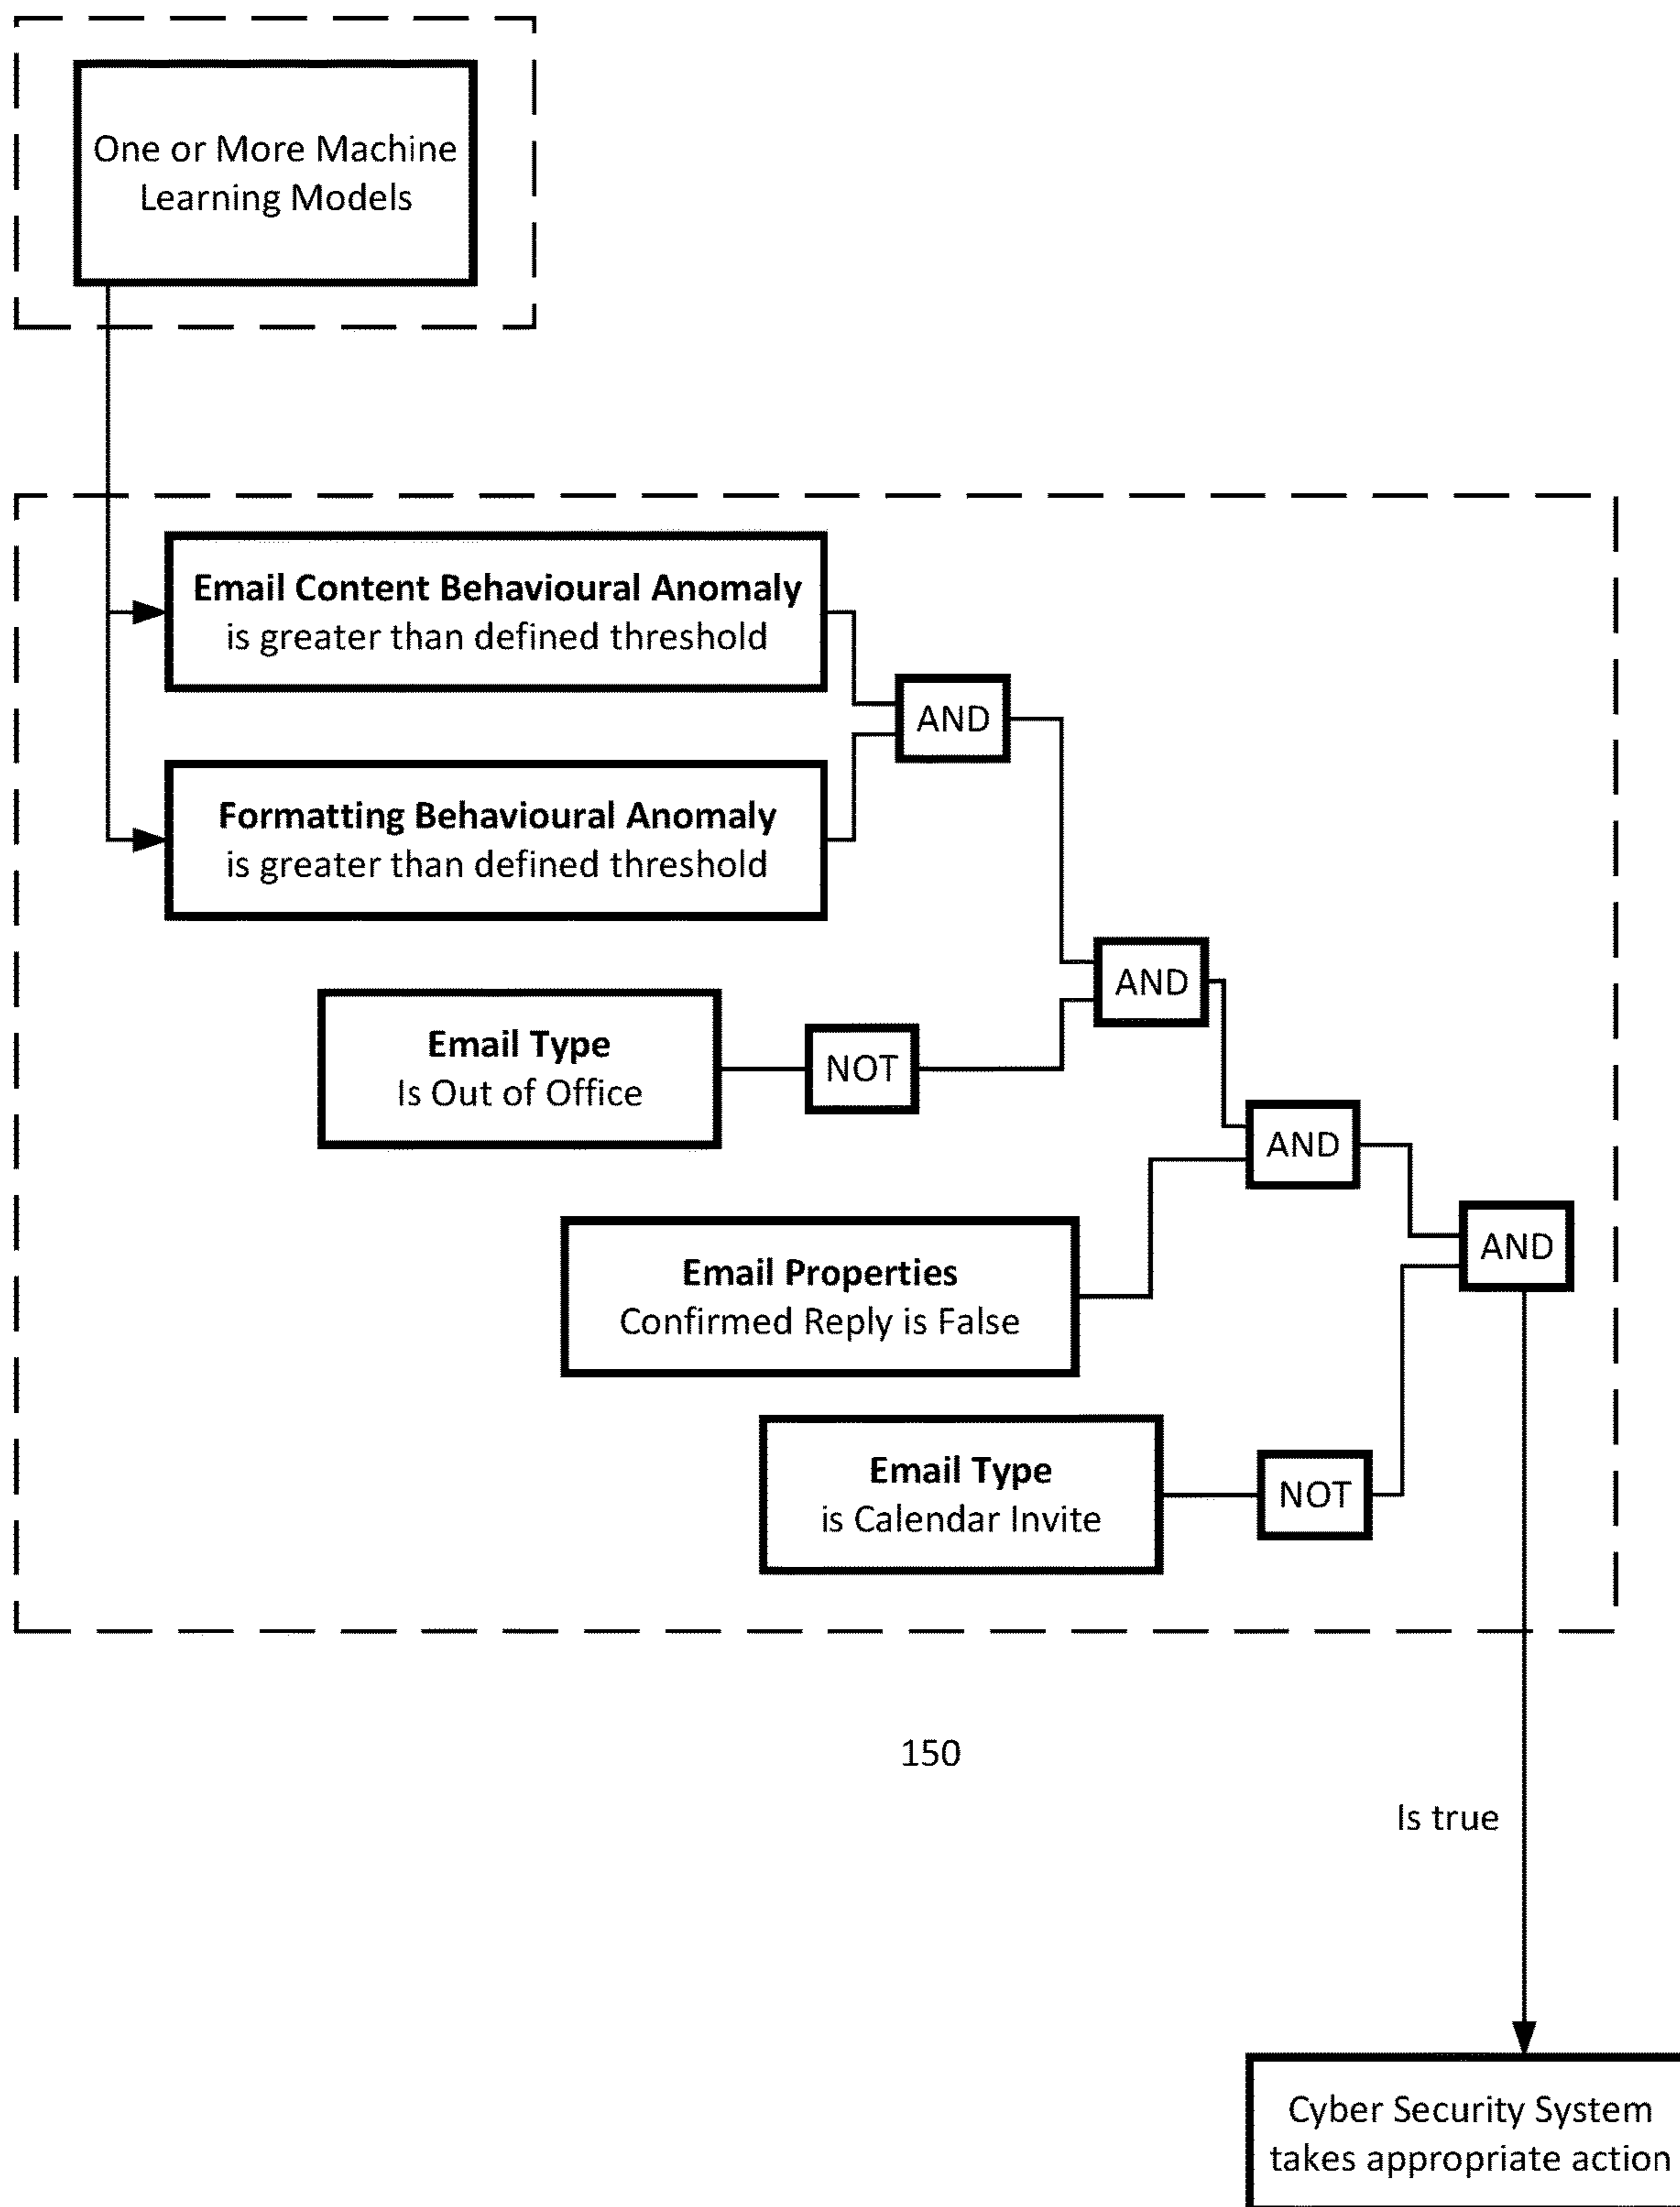 One or More Machine
Learning Models
Email Content Behavioural Anomaly
is greater than defined threshold
AND
Formatting Behavioural Anomaly
is greater than defined threshold
AND
Email Type
Is Out of Office
NOT
AND
Email Properties
Confirmed Reply is False
AND
Email Type
is Calendar Invite
NOT
150
Is true
Cyber Security System
takes appropriate action